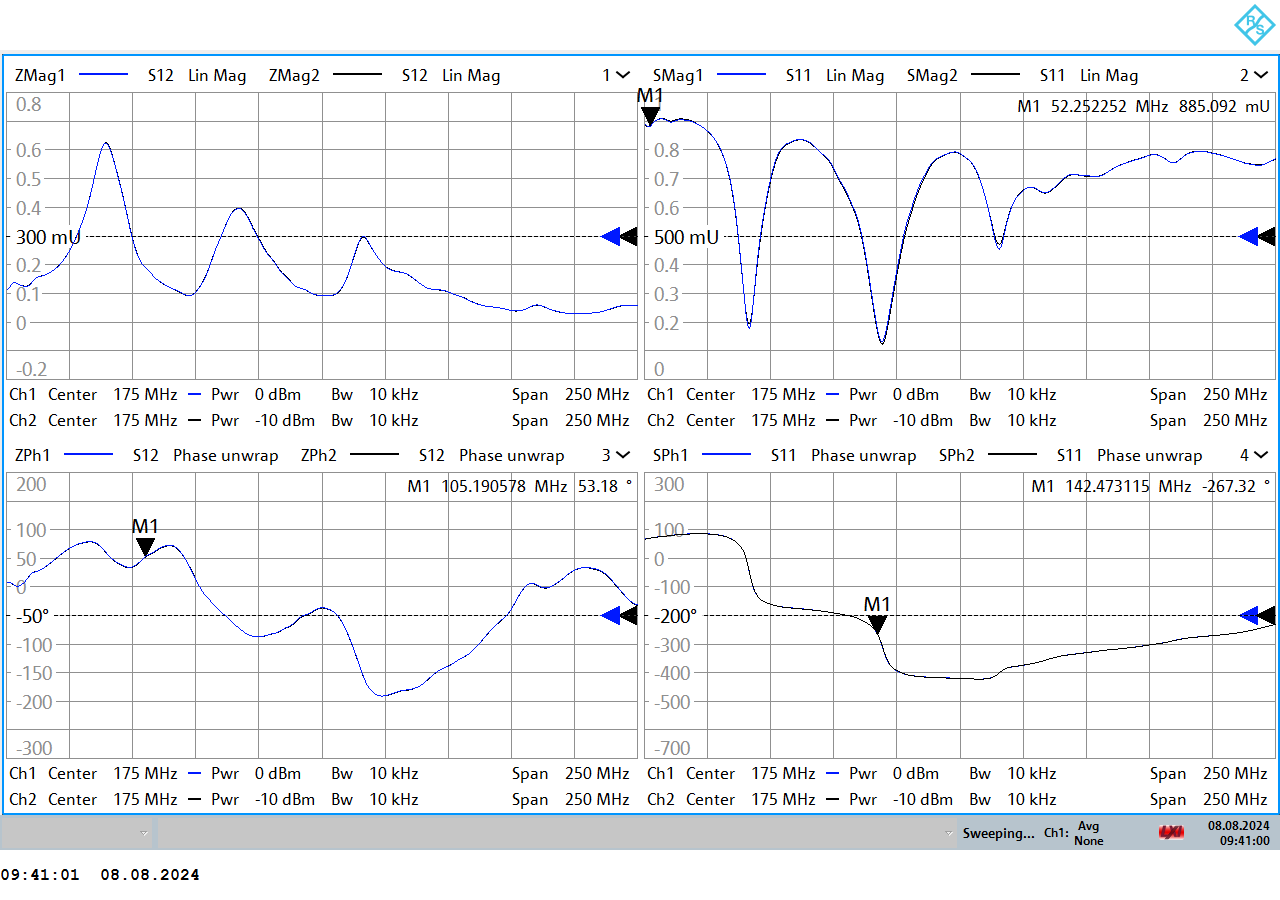 R S
ZMag1 S12 Lin Mag ZMag2 S12 Lin Mag 1
0.8
0.6
0.5
0.4
300 mU
0.2
0.1
0
-0.2
Ch1 Center 175 MHz Pwr 0 dBm Bw 10 kHz Span 250 MHz
Ch2 Center 175 MHz Pwr -10 dBm Bw 10 kHz Span 250 MHz
SMag1 S11 Lin Mag SMag2 S11 Lin Mag 2
M1
M1 52.252252 MHz 885.092 mU
0.8
0.7
0.6
500 mU
0.4
0.3
0.2
0
Ch1 Center 175 MHz Pwr 0 dBm Bw 10 kHz Span 250 MHz
Ch2 Center 175 MHz Pwr -10 dBm Bw 10 kHz Span 250 MHz
ZPh1 S12 Phase unwrap ZPh2 S12 Phase unwrap 3
200
M1 105.190578 MHz 53.18 °
M1
100
50
0
-50°
-100
-150
-200
-300
Ch1 Center 175 MHz Pwr 0 dBm Bw 10 kHz Span 250 MHz
Ch2 Center 175 MHz Pwr -10 dBm Bw 10 kHz Span 250 MHz
SPh1 S11 Phase unwrap SPh2 S11 Phase unwrap 4
300
M1 142.473115 MHz -267.32 °
100
0
-100
M1
-200°
-300
-400
-500
-700
Ch1 Center 175 MHz Pwr 0 dBm Bw 10 kHz Span 250 MHz
Ch2 Center 175 MHz Pwr -10 dBm Bw 10 kHz Span 250 MHz
Sweeping... Ch1: Avg None
LXI
08.08.2024
09:41:00
09:41:01 08.08.2024